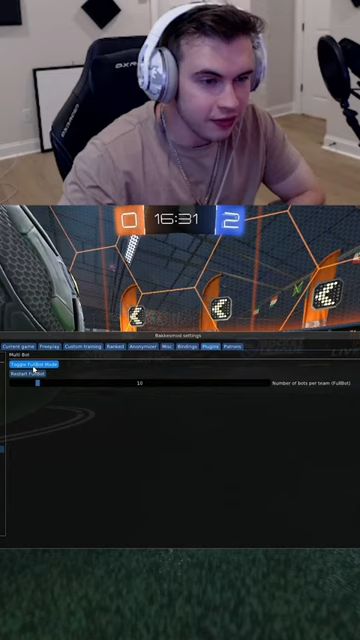 0 16:31 2
Bakkesmod settings
Current game Freeplay Custom training Ranked Anonymizer Misc Bindings Plugins Patrons
Multi Bot
Toggle FullBot Mode
Restart FullBot
10 Number of bots per team (FullBot)